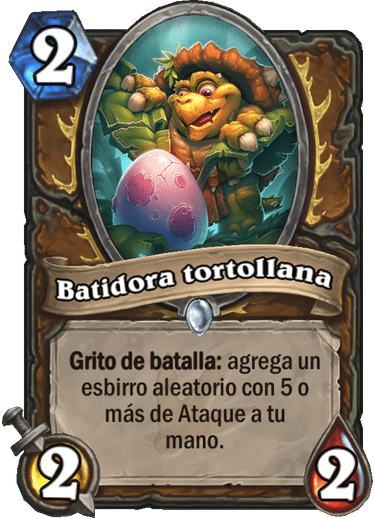 2
Batidora tortollana
Grito de batalla: agrega un
esbirro aleatorio con 5 o
más de Ataque a tu
mano.
2
2